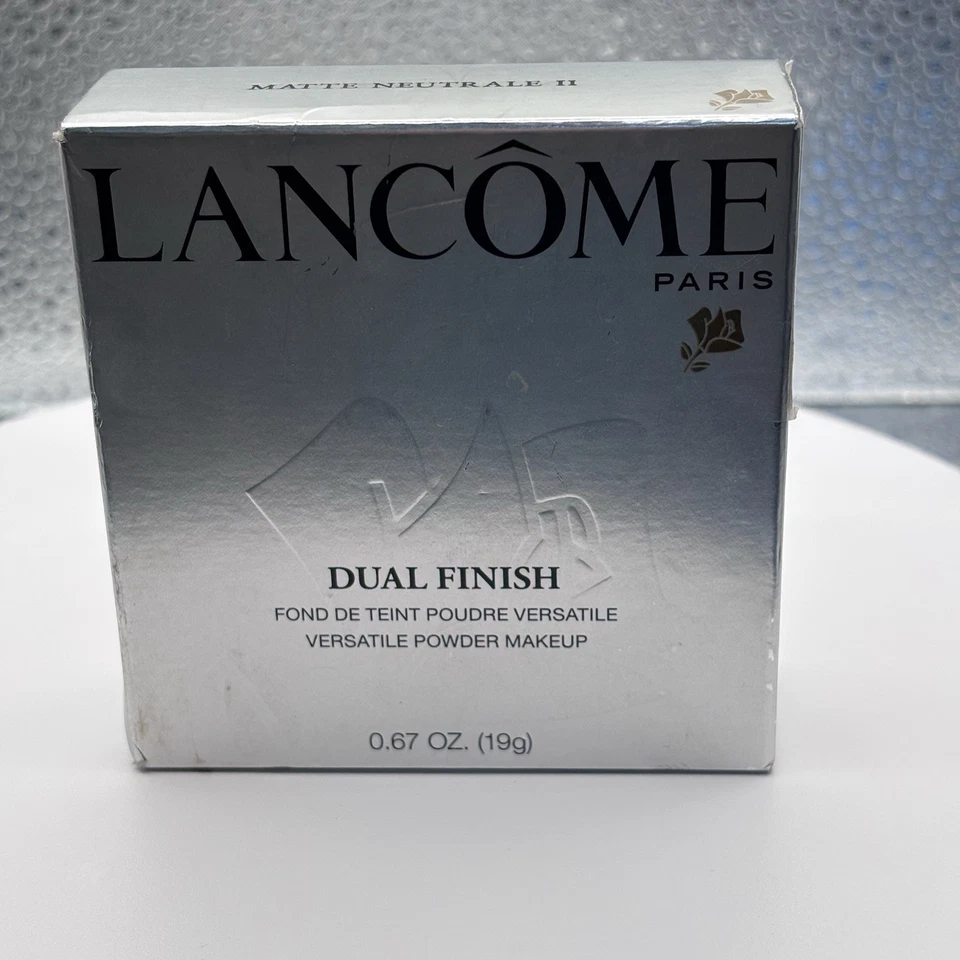 MATTE NEUTRALE II
LANCÔME
PARIS
DUAL FINISH
FOND DE TEINT POUDRE VERSATILE
VERSATILE POWDER MAKEUP
0.67 OZ. (19g)